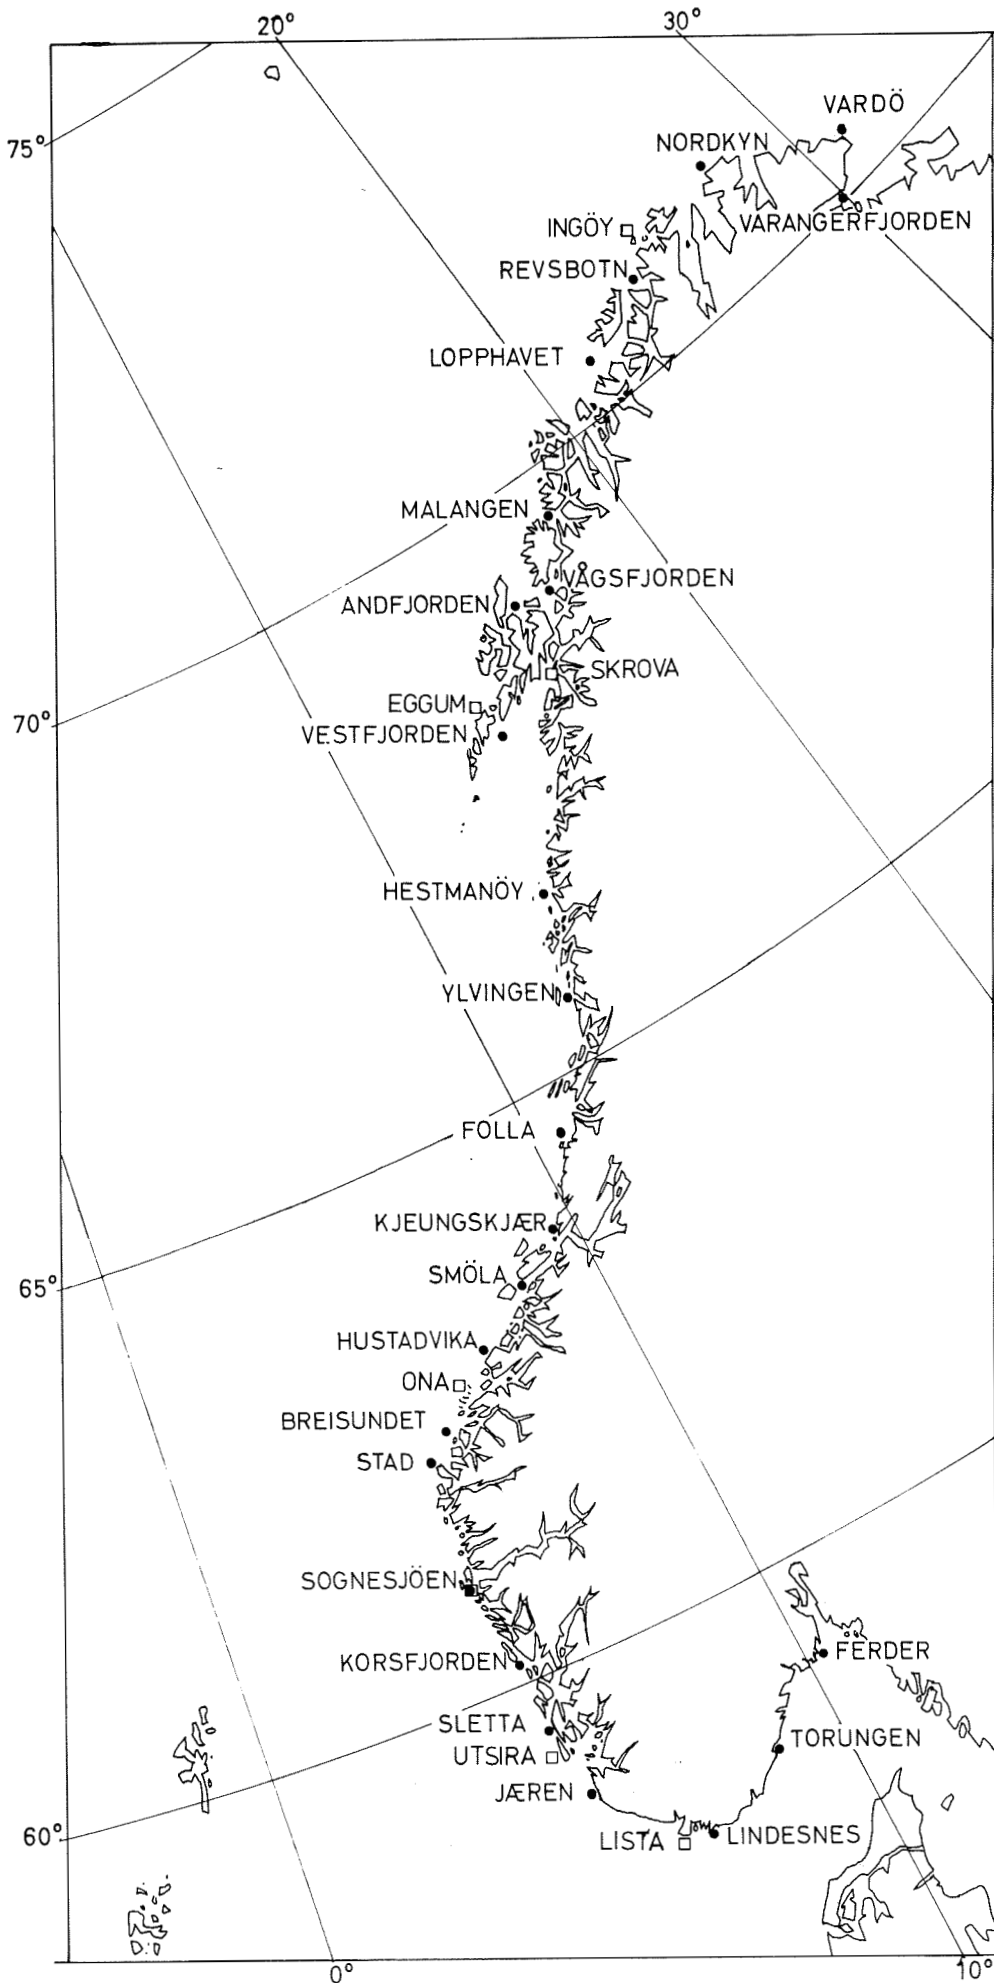 20°
30°
75°
VARDÖ
NORDKYN
VARANGERFJORDEN
INGÖY
REVSBOTN
LOPPHAVET
MALANGEN
VÅGSFJORDEN
ANDFJORDEN
SKROVA
EGGUM
70°
VESTFJORDEN
HESTMANÖY
YLVINGEN
FOLLA
KJEUNGSKJÆR
SMÖLA
65°
HUSTADVIKA
ONA
BREISUNDET
STAD
SOGNESJÖEN
FERDER
KORSFJORDEN
SLETTA
TORUNGEN
UTSIRA
JÆREN
LISTA
LINDESNES
60°
0°
10°